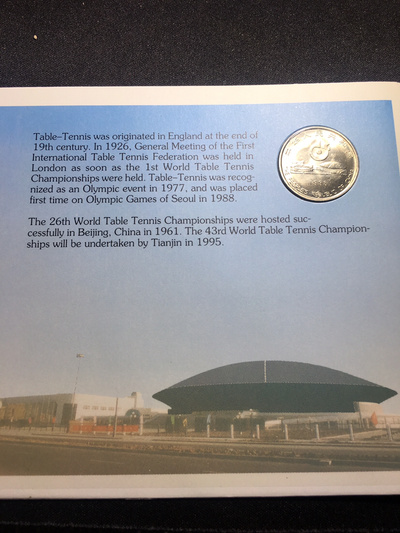 Table-Tennis was originated in England at the end of
19th century. In 1926, General Meeting of the First
International Table Tennis Federation was held in
London as soon as the 1st World Table Tennis
Championships were held. Table-Tennis was recog-
nized as an Olympic event in 1977, and was placed
first time on Olympic Games of Seoul in 1988.
The 26th World Table Tennis Championships were hosted suc-
cessfully in Beijing, China in 1961. The 43rd World Table Tennis Champion-
ships will be undertaken by Tianjin in 1995.